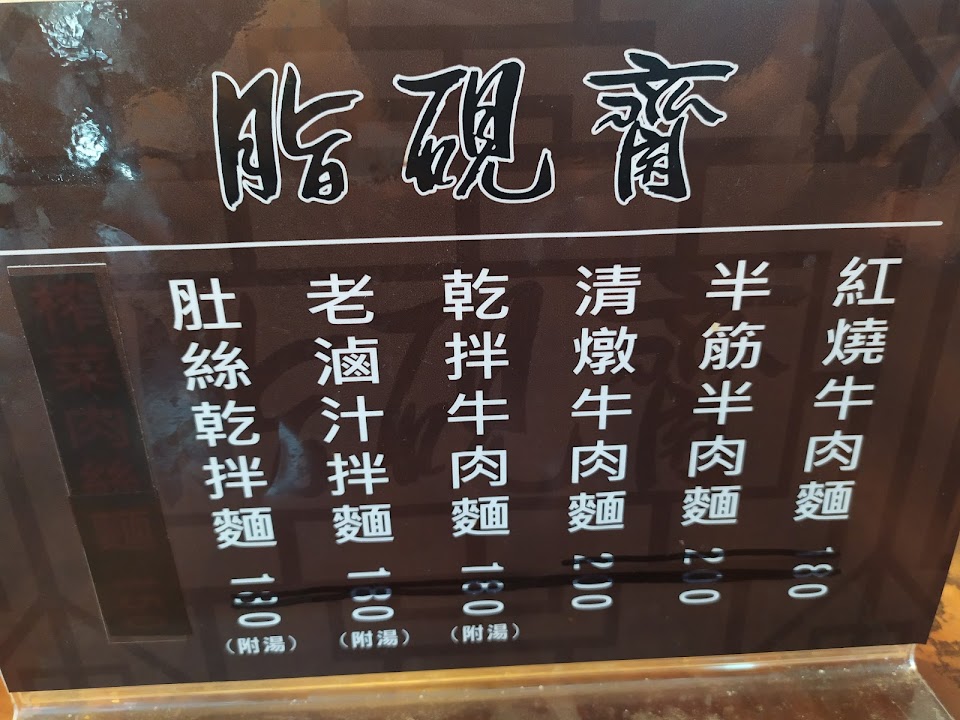 脂硯齋
紅燒牛肉麵 180
半筋半肉麵 200
清燉牛肉麵 200
乾拌牛肉麵 180(附湯)
老滷汁拌麵 180(附湯)
肚絲乾拌麵 180(附湯)